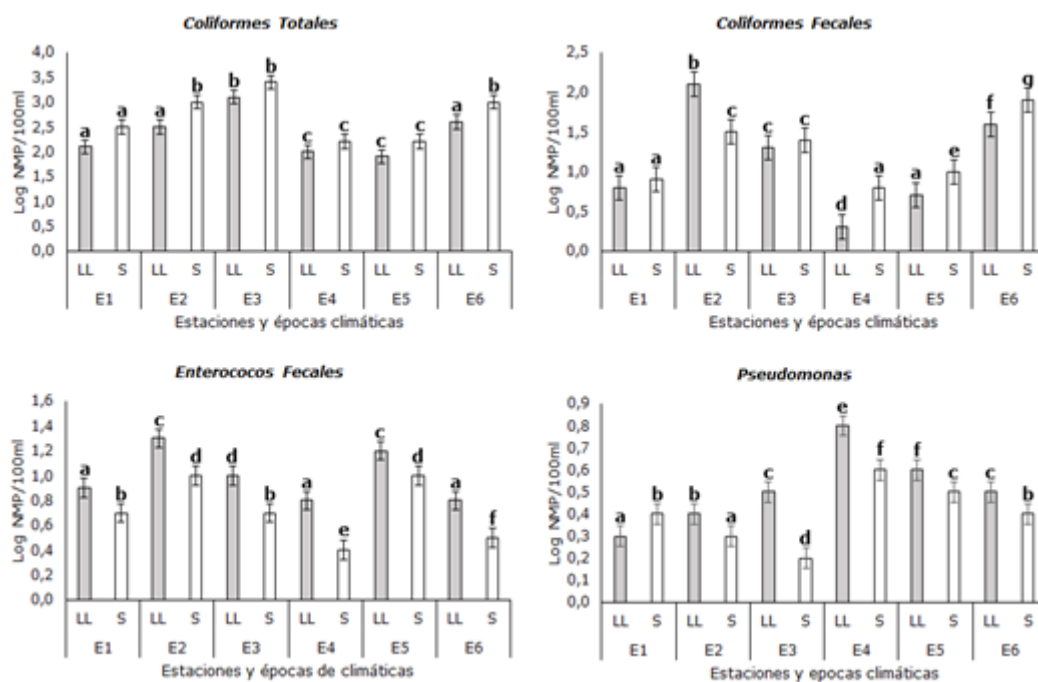 Coliformes Totales
Log NMP/100ml
4,0
3,5
3,0
2,5
2,0
1,5
1,0
0,5
0,0
a a a b b b c c c c a b
LL S LL S LL S LL S LL S LL S
E1 E2 E3 E4 E5 E6
Estaciones y épocas climáticas
Coliformes Fecales
Log NMP/100ml
2,5
2,0
1,5
1,0
0,5
0,0
a a b c c c d a a e f g
LL S LL S LL S LL S LL S LL S
E1 E2 E3 E4 E5 E6
Estaciones y épocas climáticas
Enterococos Fecales
Log NMP/100ml
1,6
1,4
1,2
1,0
0,8
0,6
0,4
0,2
0,0
a b c d d b a e c d a f
LL S LL S LL S LL S LL S LL S
E1 E2 E3 E4 E5 E6
Estaciones y épocas de climáticas
Pseudomonas
Log NMP/100ml
0,9
0,8
0,7
0,6
0,5
0,4
0,3
0,2
0,1
0,0
a b b a c d e f f c c b
LL S LL S LL S LL S LL S LL S
E1 E2 E3 E4 E5 E6
Estaciones y epocas climáticas